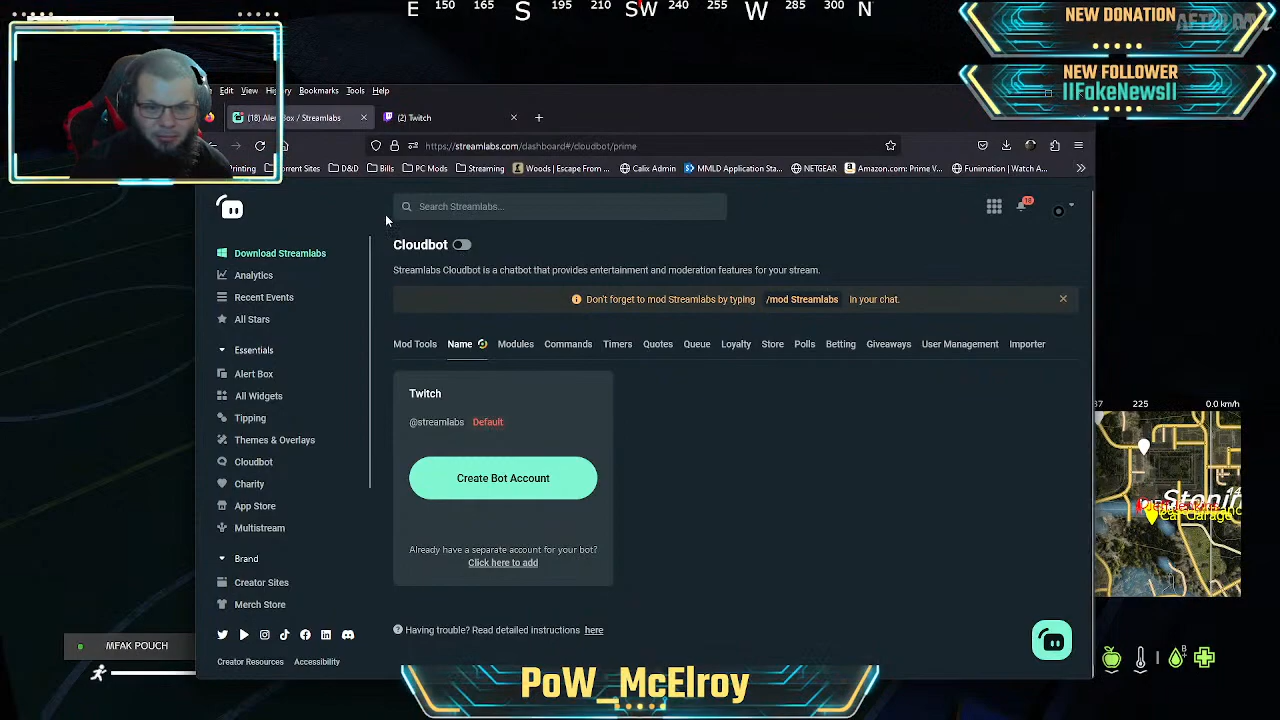 E 150 165 S 195 210 SW 240 255 W 285 300 N
NEW DONATION
NEW FOLLOWER
IIFakeNewsII
Edit View History Bookmarks Tools Help
(18) Alert Box / Streamlabs
(2) Twitch
https://streamlabs.com/dashboard#/cloudbot/prime
D&D Bills PC Mods Streaming Woods | Escape From ... Calix Admin MMLD Application Sta... NETGEAR Amazon.com: Prime V... Funimation | Watch A...
Search Streamlabs...
18
Cloudbot
Streamlabs Cloudbot is a chatbot that provides entertainment and moderation features for your stream.
Don't forget to mod Streamlabs by typing /mod Streamlabs in your chat.
Mod Tools Name Modules Commands Timers Quotes Queue Loyalty Store Polls Betting Giveaways User Management Importer
Download Streamlabs
Analytics
Recent Events
All Stars
Essentials
Alert Box
All Widgets
Tipping
Themes & Overlays
Cloudbot
Charity
App Store
Multistream
Brand
Creator Sites
Merch Store
Creator Resources Accessibility
Twitch
@streamlabs Default
Create Bot Account
Already have a separate account for your bot?
Click here to add
Having trouble? Read detailed instructions here
37 225 0.0 km/h
Car Garage
MFAK POUCH
PoW_McElroy